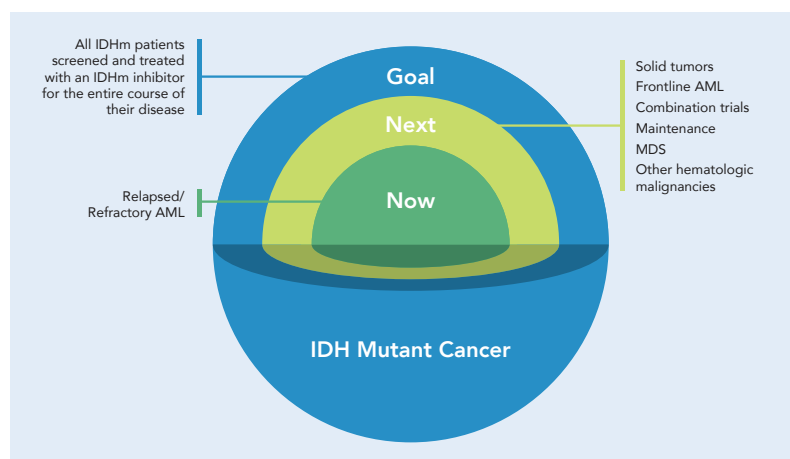 All IDHm patients
screened and treated
with an IDHm inhibitor
for the entire course of
their disease
Goal
Next
Now
Relapsed/
Refractory AML
Solid tumors
Frontline AML
Combination trials
Maintenance
MDS
Other hematologic
malignancies
IDH Mutant Cancer